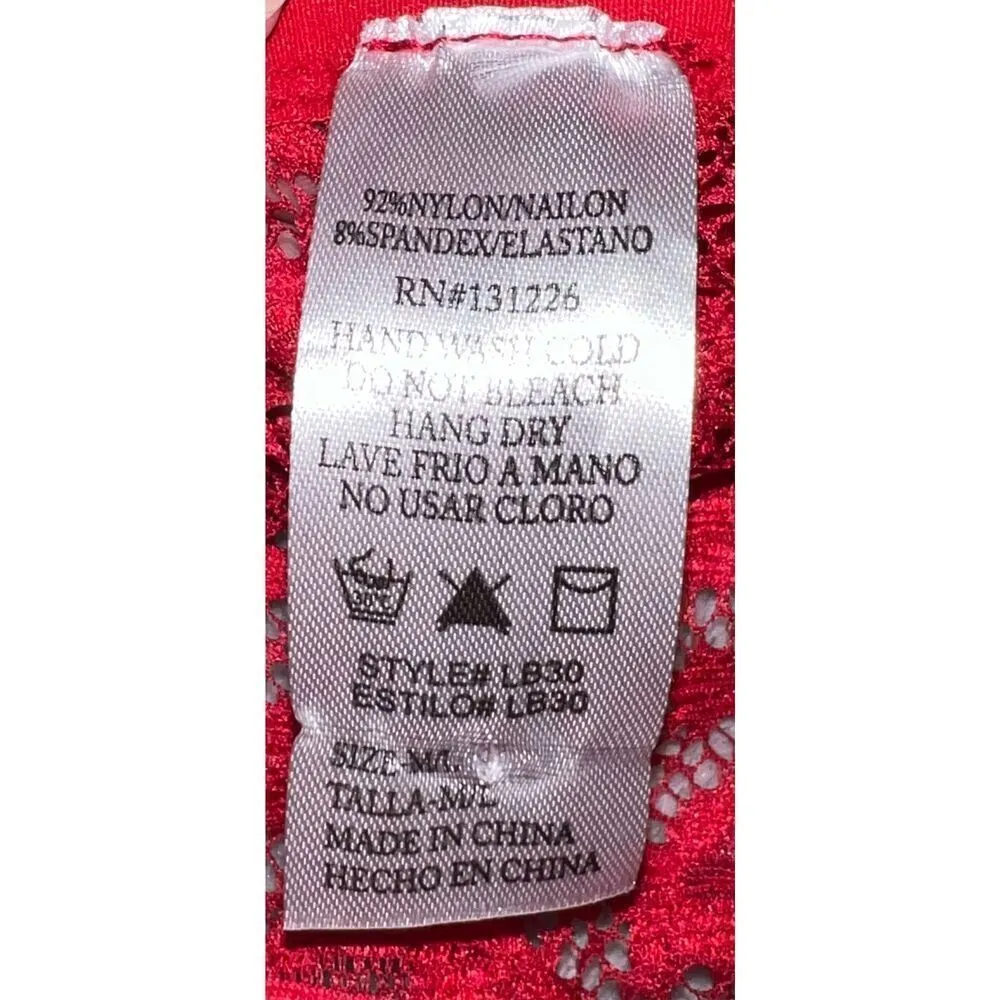 92%NYLON/NAILON
8%SPANDEX/ELASTANO
RN#131226
HAND WASH COLD
DO NOT BLEACH
HANG DRY
LAVE FRIO A MANO
NO USAR CLORO
30°C
STYLE# LB30
ESTILO# LB30
SIZE-M/L
TALLA-M/L
MADE IN CHINA
HECHO EN CHINA